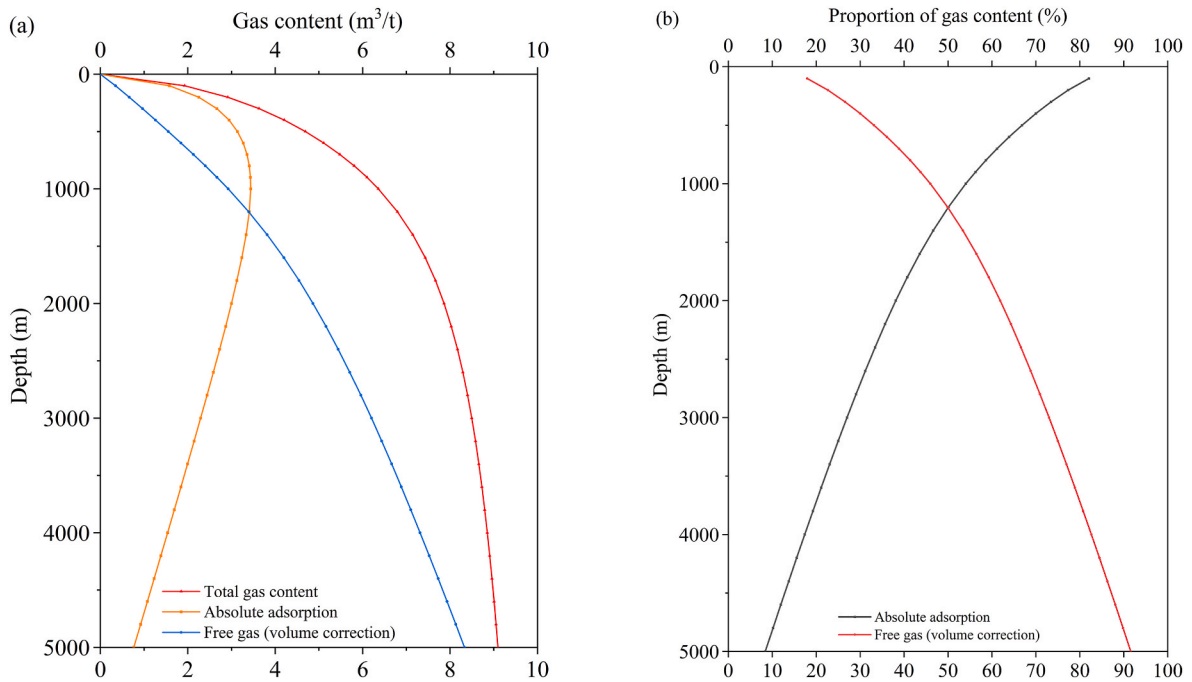 (a)
Gas content (m³/t)
0 2 4 6 8 10
0
1000
2000
3000
4000
5000
Depth (m)
Total gas content
Absolute adsorption
Free gas (volume correction)
0 2 4 6 8 10
(b)
Proportion of gas content (%)
0 10 20 30 40 50 60 70 80 90 100
0
1000
2000
3000
4000
5000
Depth (m)
Absolute adsorption
Free gas (volume correction)
0 10 20 30 40 50 60 70 80 90 100